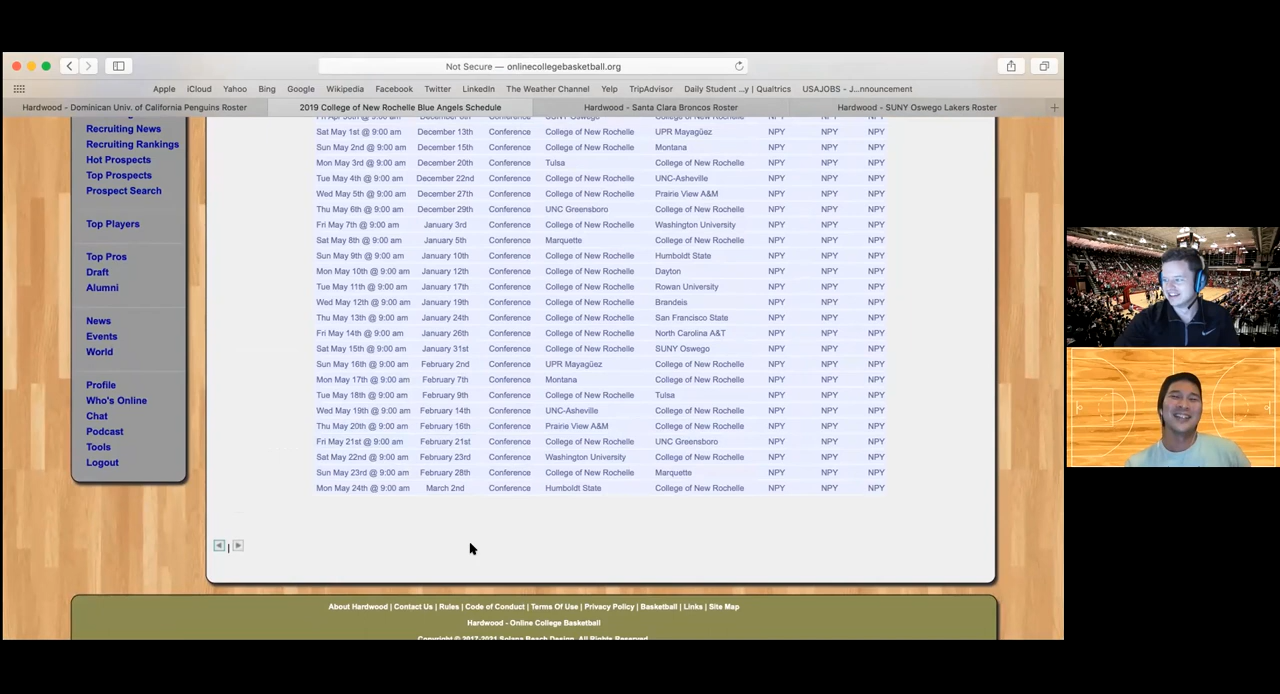 Not Secure — onlinecollegebasketball.org
Apple iCloud Yahoo Bing Google Wikipedia Facebook Twitter LinkedIn The Weather Channel Yelp TripAdvisor Daily Student ...y | Qualtrics USAJOBS - J...nnouncement
Hardwood - Dominican Univ. of California Penguins Roster 2019 College of New Rochelle Blue Angels Schedule Hardwood - Santa Clara Broncos Roster Hardwood - SUNY Oswego Lakers Roster
Recruiting News
Recruiting Rankings
Hot Prospects
Top Prospects
Prospect Search
Top Players
Top Pros
Draft
Alumni
News
Events
World
Profile
Who's Online
Chat
Podcast
Tools
Logout
Sat May 1st @ 9:00 am December 13th Conference College of New Rochelle UPR Mayagüez NPY NPY NPY
Sun May 2nd @ 9:00 am December 15th Conference College of New Rochelle Montana NPY NPY NPY
Mon May 3rd @ 9:00 am December 20th Conference Tulsa College of New Rochelle NPY NPY NPY
Tue May 4th @ 9:00 am December 22nd Conference College of New Rochelle UNC-Asheville NPY NPY NPY
Wed May 5th @ 9:00 am December 27th Conference College of New Rochelle Prairie View A&M NPY NPY NPY
Thu May 6th @ 9:00 am December 29th Conference UNC Greensboro College of New Rochelle NPY NPY NPY
Fri May 7th @ 9:00 am January 3rd Conference College of New Rochelle Washington University NPY NPY NPY
Sat May 8th @ 9:00 am January 5th Conference Marquette College of New Rochelle NPY NPY NPY
Sun May 9th @ 9:00 am January 10th Conference College of New Rochelle Humboldt State NPY NPY NPY
Mon May 10th @ 9:00 am January 12th Conference College of New Rochelle Dayton NPY NPY NPY
Tue May 11th @ 9:00 am January 17th Conference College of New Rochelle Rowan University NPY NPY NPY
Wed May 12th @ 9:00 am January 19th Conference College of New Rochelle Brandeis NPY NPY NPY
Thu May 13th @ 9:00 am January 24th Conference College of New Rochelle San Francisco State NPY NPY NPY
Fri May 14th @ 9:00 am January 26th Conference College of New Rochelle North Carolina A&T NPY NPY NPY
Sat May 15th @ 9:00 am January 31st Conference College of New Rochelle SUNY Oswego NPY NPY NPY
Sun May 16th @ 9:00 am February 2nd Conference UPR Mayagüez College of New Rochelle NPY NPY NPY
Mon May 17th @ 9:00 am February 7th Conference Montana College of New Rochelle NPY NPY NPY
Tue May 18th @ 9:00 am February 9th Conference College of New Rochelle Tulsa NPY NPY NPY
Wed May 19th @ 9:00 am February 14th Conference UNC-Asheville College of New Rochelle NPY NPY NPY
Thu May 20th @ 9:00 am February 16th Conference Prairie View A&M College of New Rochelle NPY NPY NPY
Fri May 21st @ 9:00 am February 21st Conference College of New Rochelle UNC Greensboro NPY NPY NPY
Sat May 22nd @ 9:00 am February 23rd Conference Washington University College of New Rochelle NPY NPY NPY
Sun May 23rd @ 9:00 am February 28th Conference College of New Rochelle Marquette NPY NPY NPY
Mon May 24th @ 9:00 am March 2nd Conference Humboldt State College of New Rochelle NPY NPY NPY
|
About Hardwood | Contact Us | Rules | Code of Conduct | Terms Of Use | Privacy Policy | Basketball | Links | Site Map
Hardwood - Online College Basketball
Copyright © 2017-2021 Solana Beach Design. All Rights Reserved